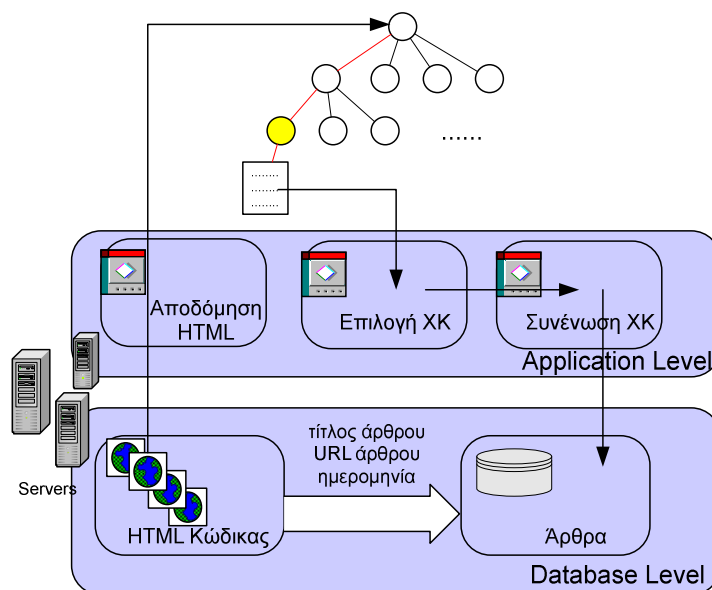 ......
........
........
........
Αποδόμηση
HTML
Επιλογή ΧΚ
Συνένωση ΧΚ
Application Level
Servers
τίτλος άρθρου
URL άρθρου
ημερομηνία
HTML Κώδικας
Άρθρα
Database Level